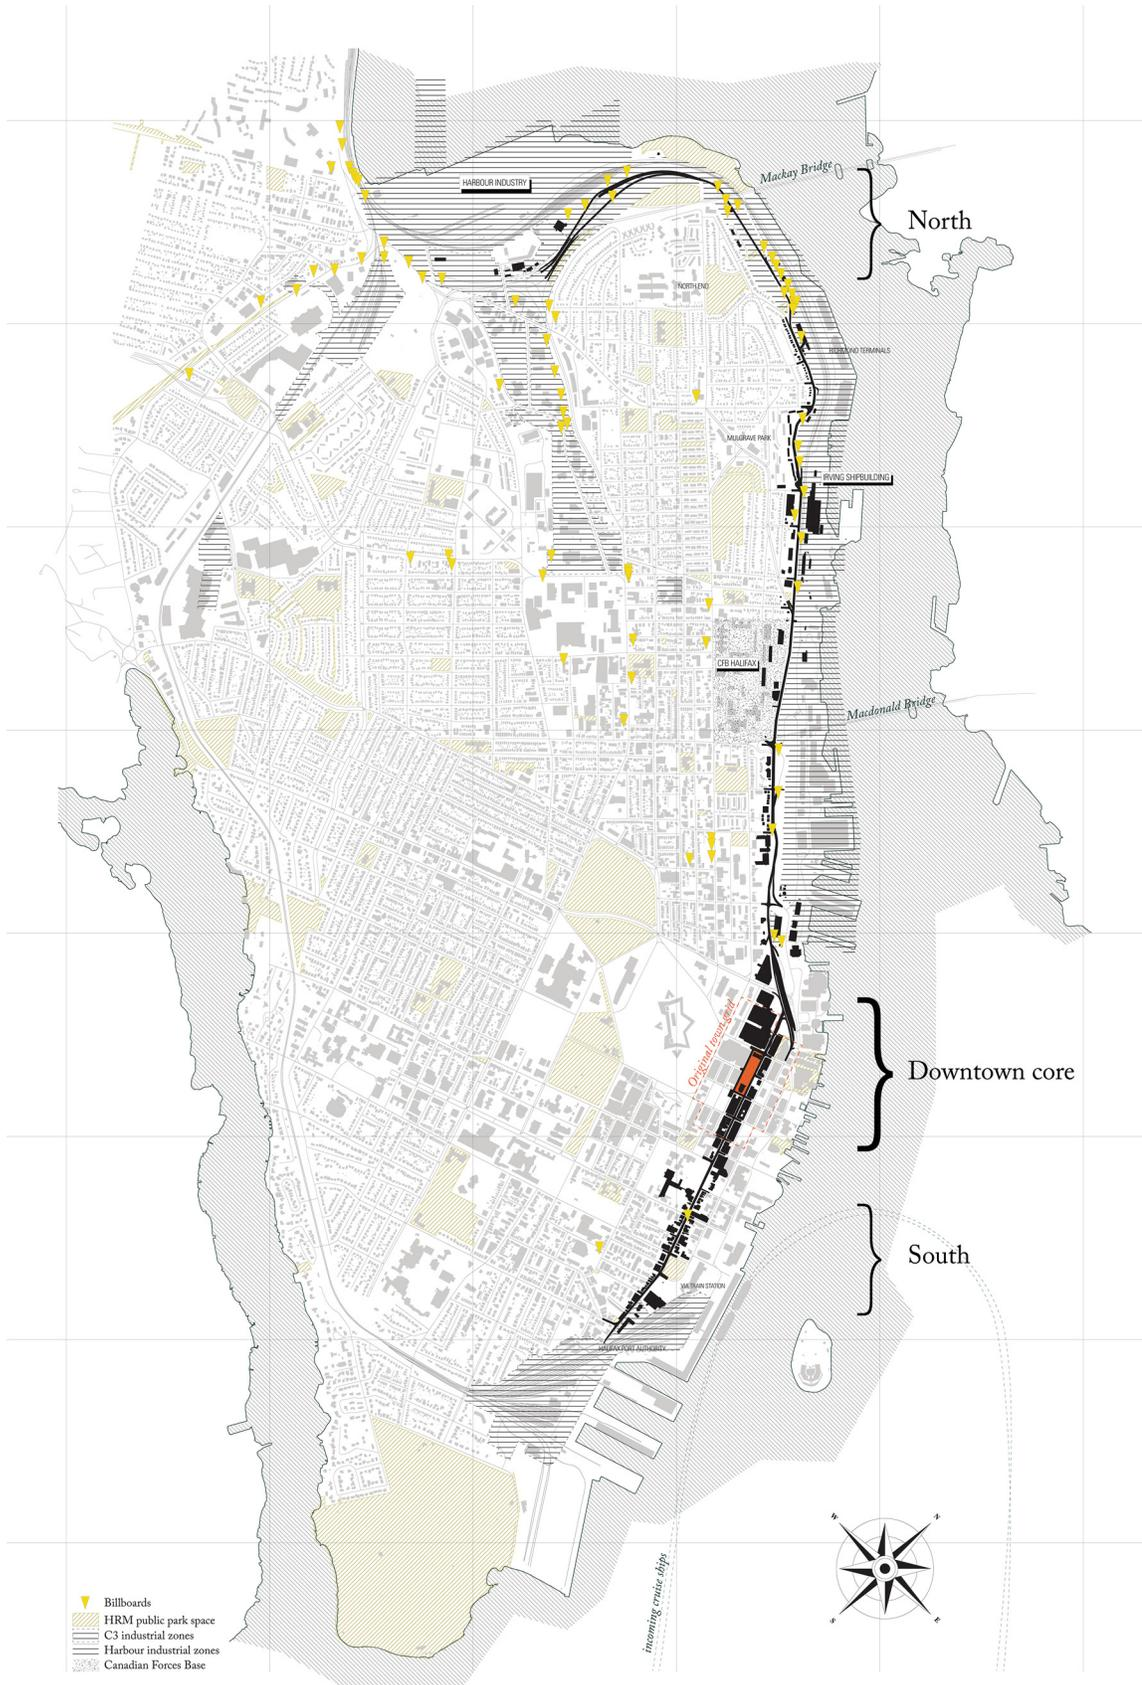 HARBOUR INDUSTRY
Mackay Bridge
North
NORTH END
RICHMOND TERMINALS
MULGRAVE PARK
IRVING SHIPBUILDING
CFB HALIFAX
Macdonald Bridge
Original town grid
Downtown core
South
VIA TRAIN STATION
HALIFAX PORT AUTHORITY
incoming cruise ships
W
N
S
E
Billboards
HRM public park space
C3 industrial zones
Harbour industrial zones
Canadian Forces Base